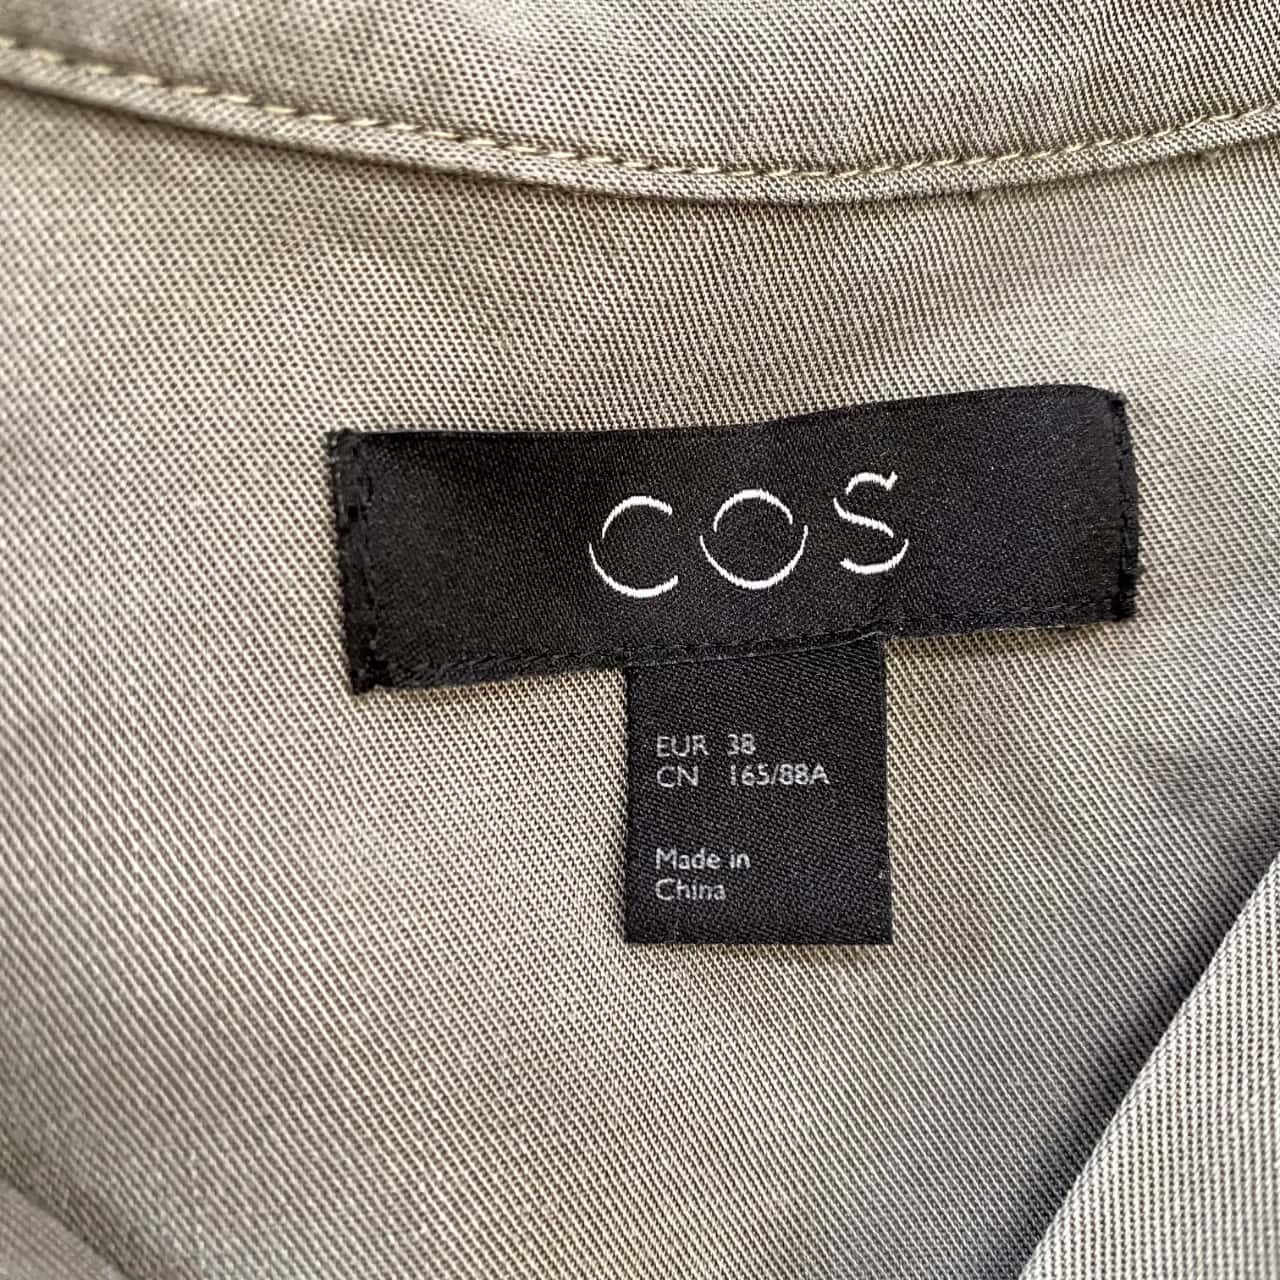 COS
EUR 38
CN 165/88A
Made in
China